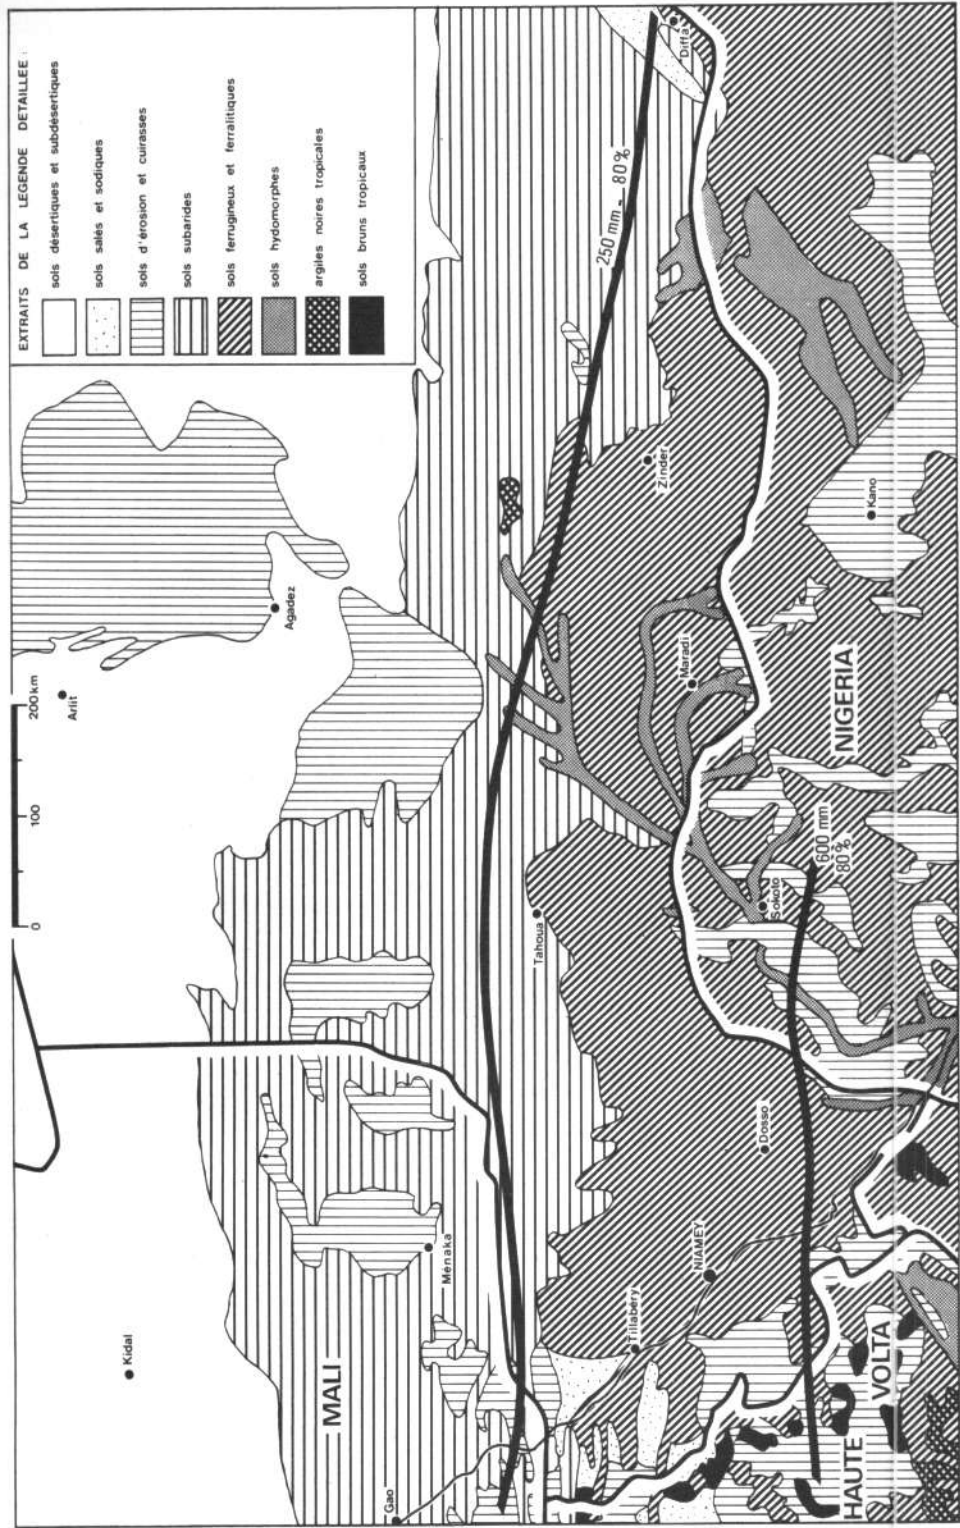 EXTRAITS DE LA LEGENDE DETAILLEE :
sols désertiques et subdésertiques
sols salés et sodiques
sols d'érosion et cuirasses
sols subarides
sols ferrugineux et ferralitiques
sols hydomorphes
argiles noires tropicales
sols bruns tropicaux
0
100
200 km
Kidal
Arlit
Agadez
MALI
Gao
Ménaka
Tahoua
250 mm - 80%
Diffa
Zinder
Tillabéry
NIAMEY
Maradi
Dosso
Sokoto
600 mm
80%
NIGERIA
Kano
HAUTE
VOLTA